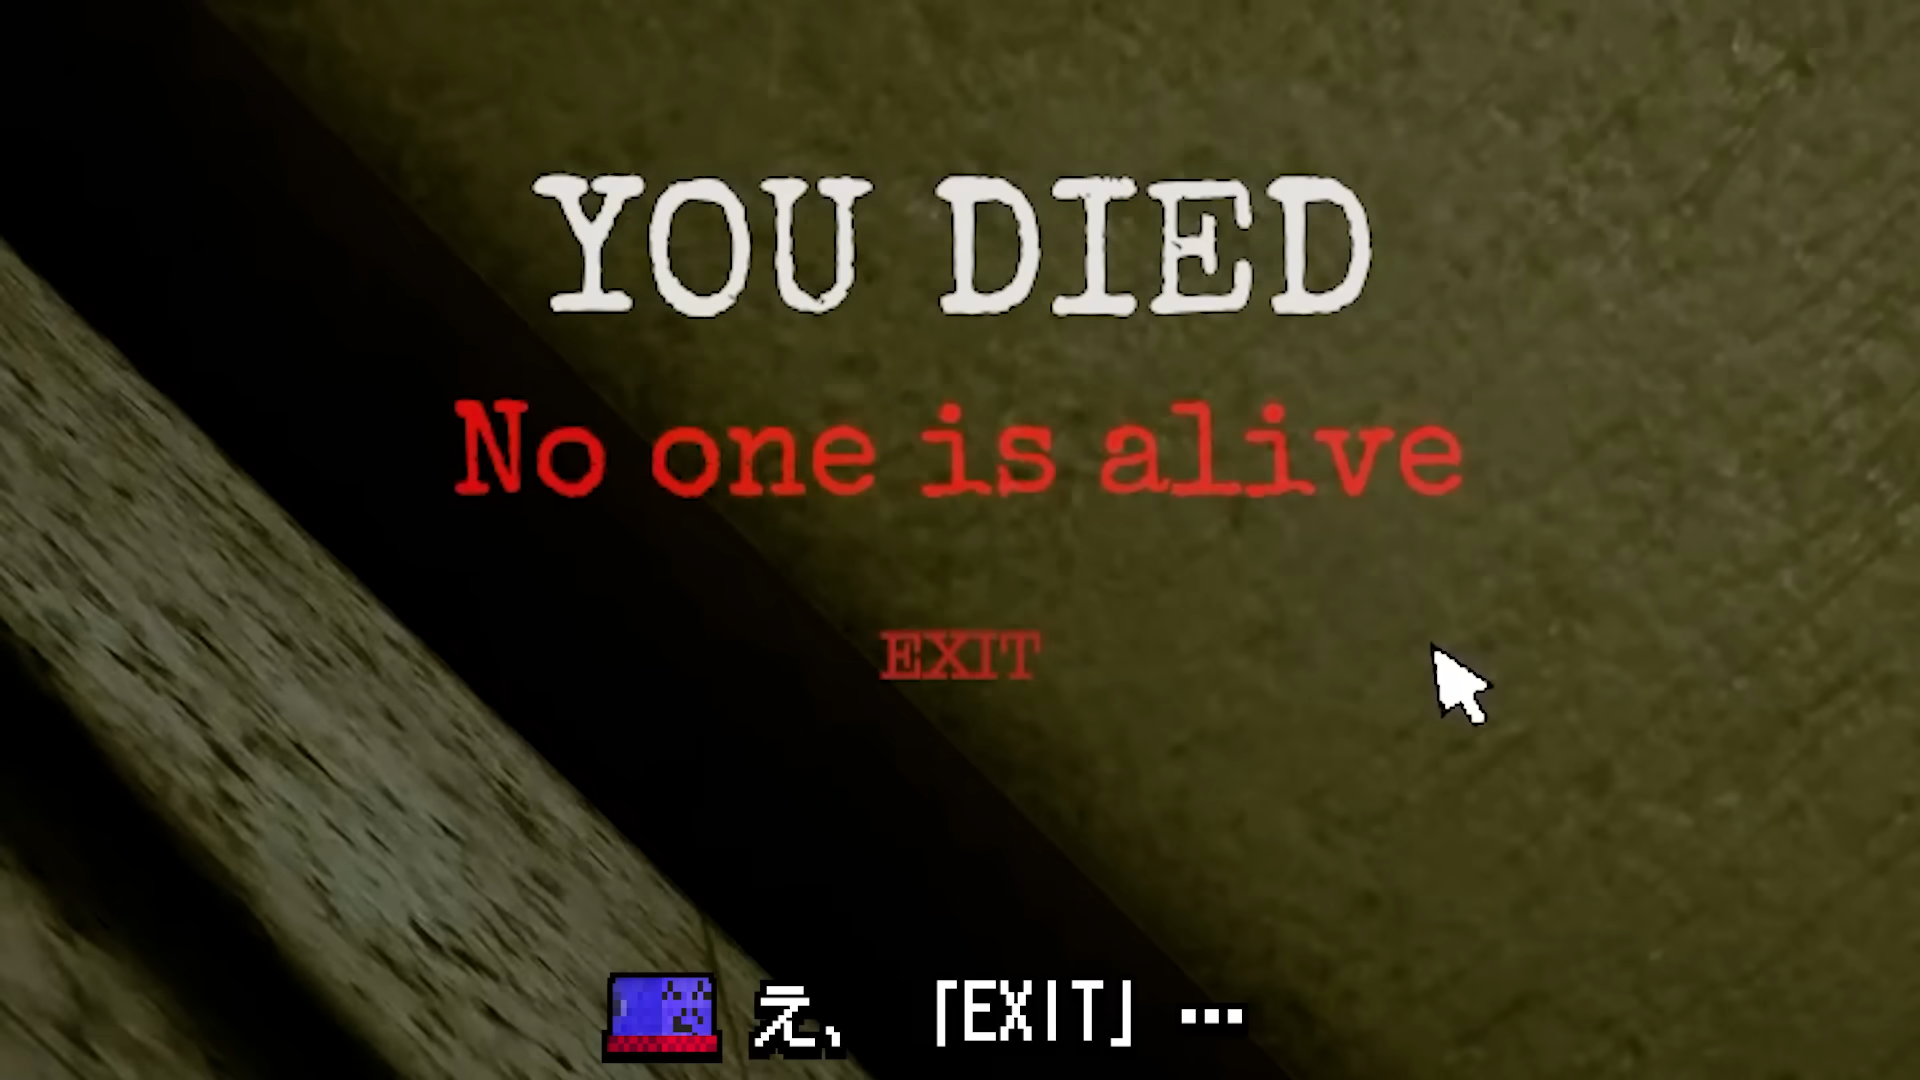 YOU DIED
No one is alive
EXIT
え、 「EXIT」 …